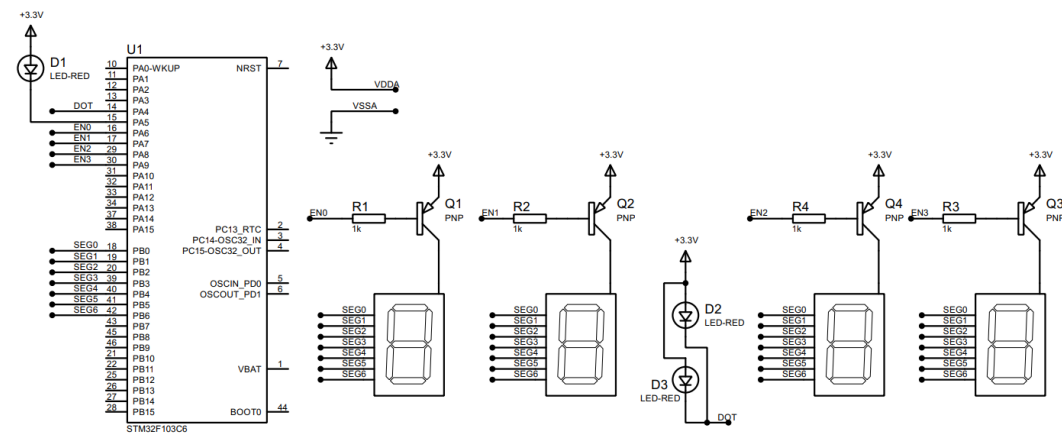 +3.3V
D1
LED-RED
U1
10 PA0-WKUP NRST 7
11 PA1
12 PA2
13 PA3
DOT 14 PA4
15 PA5
EN0 16 PA6
EN1 17 PA7
EN2 29 PA8
EN3 30 PA9
31 PA10
32 PA11
33 PA12
34 PA13
37 PA14
38 PA15
PC13_RTC 2
PC14-OSC32_IN 3
PC15-OSC32_OUT 4
SEG0 18 PB0
SEG1 19 PB1
SEG2 20 PB2
SEG3 39 PB3 OSCIN_PD0 5
SEG4 40 PB4 OSCOUT_PD1 6
SEG5 41 PB5
SEG6 42 PB6
43 PB7
45 PB8
46 PB9
21 PB10
22 PB11 VBAT 1
25 PB12
26 PB13
27 PB14
28 PB15 BOOT0 44
STM32F103C6
+3.3V
VDDA
VSSA
+3.3V
EN0 R1 Q1
1k PNP
SEG0
SEG1
SEG2
SEG3
SEG4
SEG5
SEG6
+3.3V
EN1 R2 Q2
1k PNP
SEG0
SEG1
SEG2
SEG3
SEG4
SEG5
SEG6
+3.3V
D2
LED-RED
D3
LED-RED
DOT
+3.3V
EN2 R4 Q4
1k PNP
SEG0
SEG1
SEG2
SEG3
SEG4
SEG5
SEG6
+3.3V
EN3 R3 Q3
1k PNP
SEG0
SEG1
SEG2
SEG3
SEG4
SEG5
SEG6